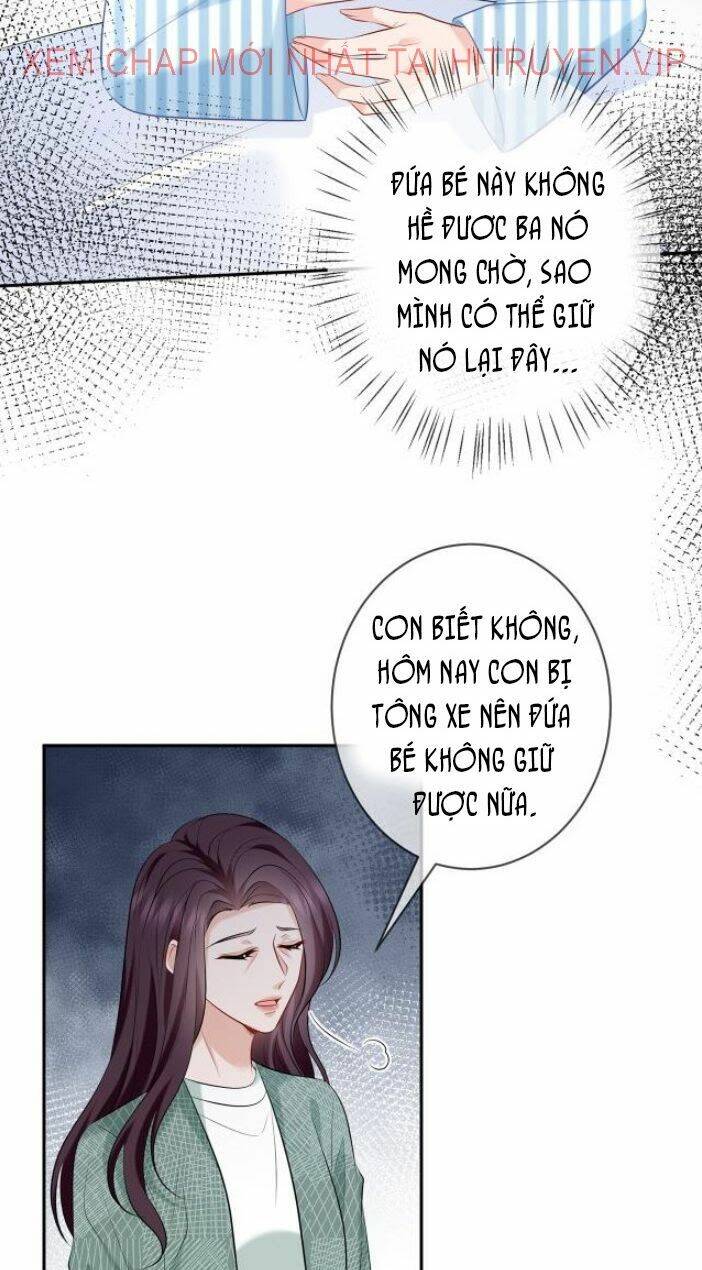 XEM CHAP MỚI NHẤT TẠI HITRUYEN.VIP
ĐỨA BÉ NÀY KHÔNG
HỀ ĐƯƠC BA NÓ
MONG CHỜ, SAO
MÌNH CÓ THỂ GIỮ
NÓ LẠI ĐÂY...
CON BIẾT KHÔNG,
HÔM NAY CON BỊ
TÔNG XE NÊN ĐỨA
BÉ KHÔNG GIỮ
ĐƯỢC NỮA.